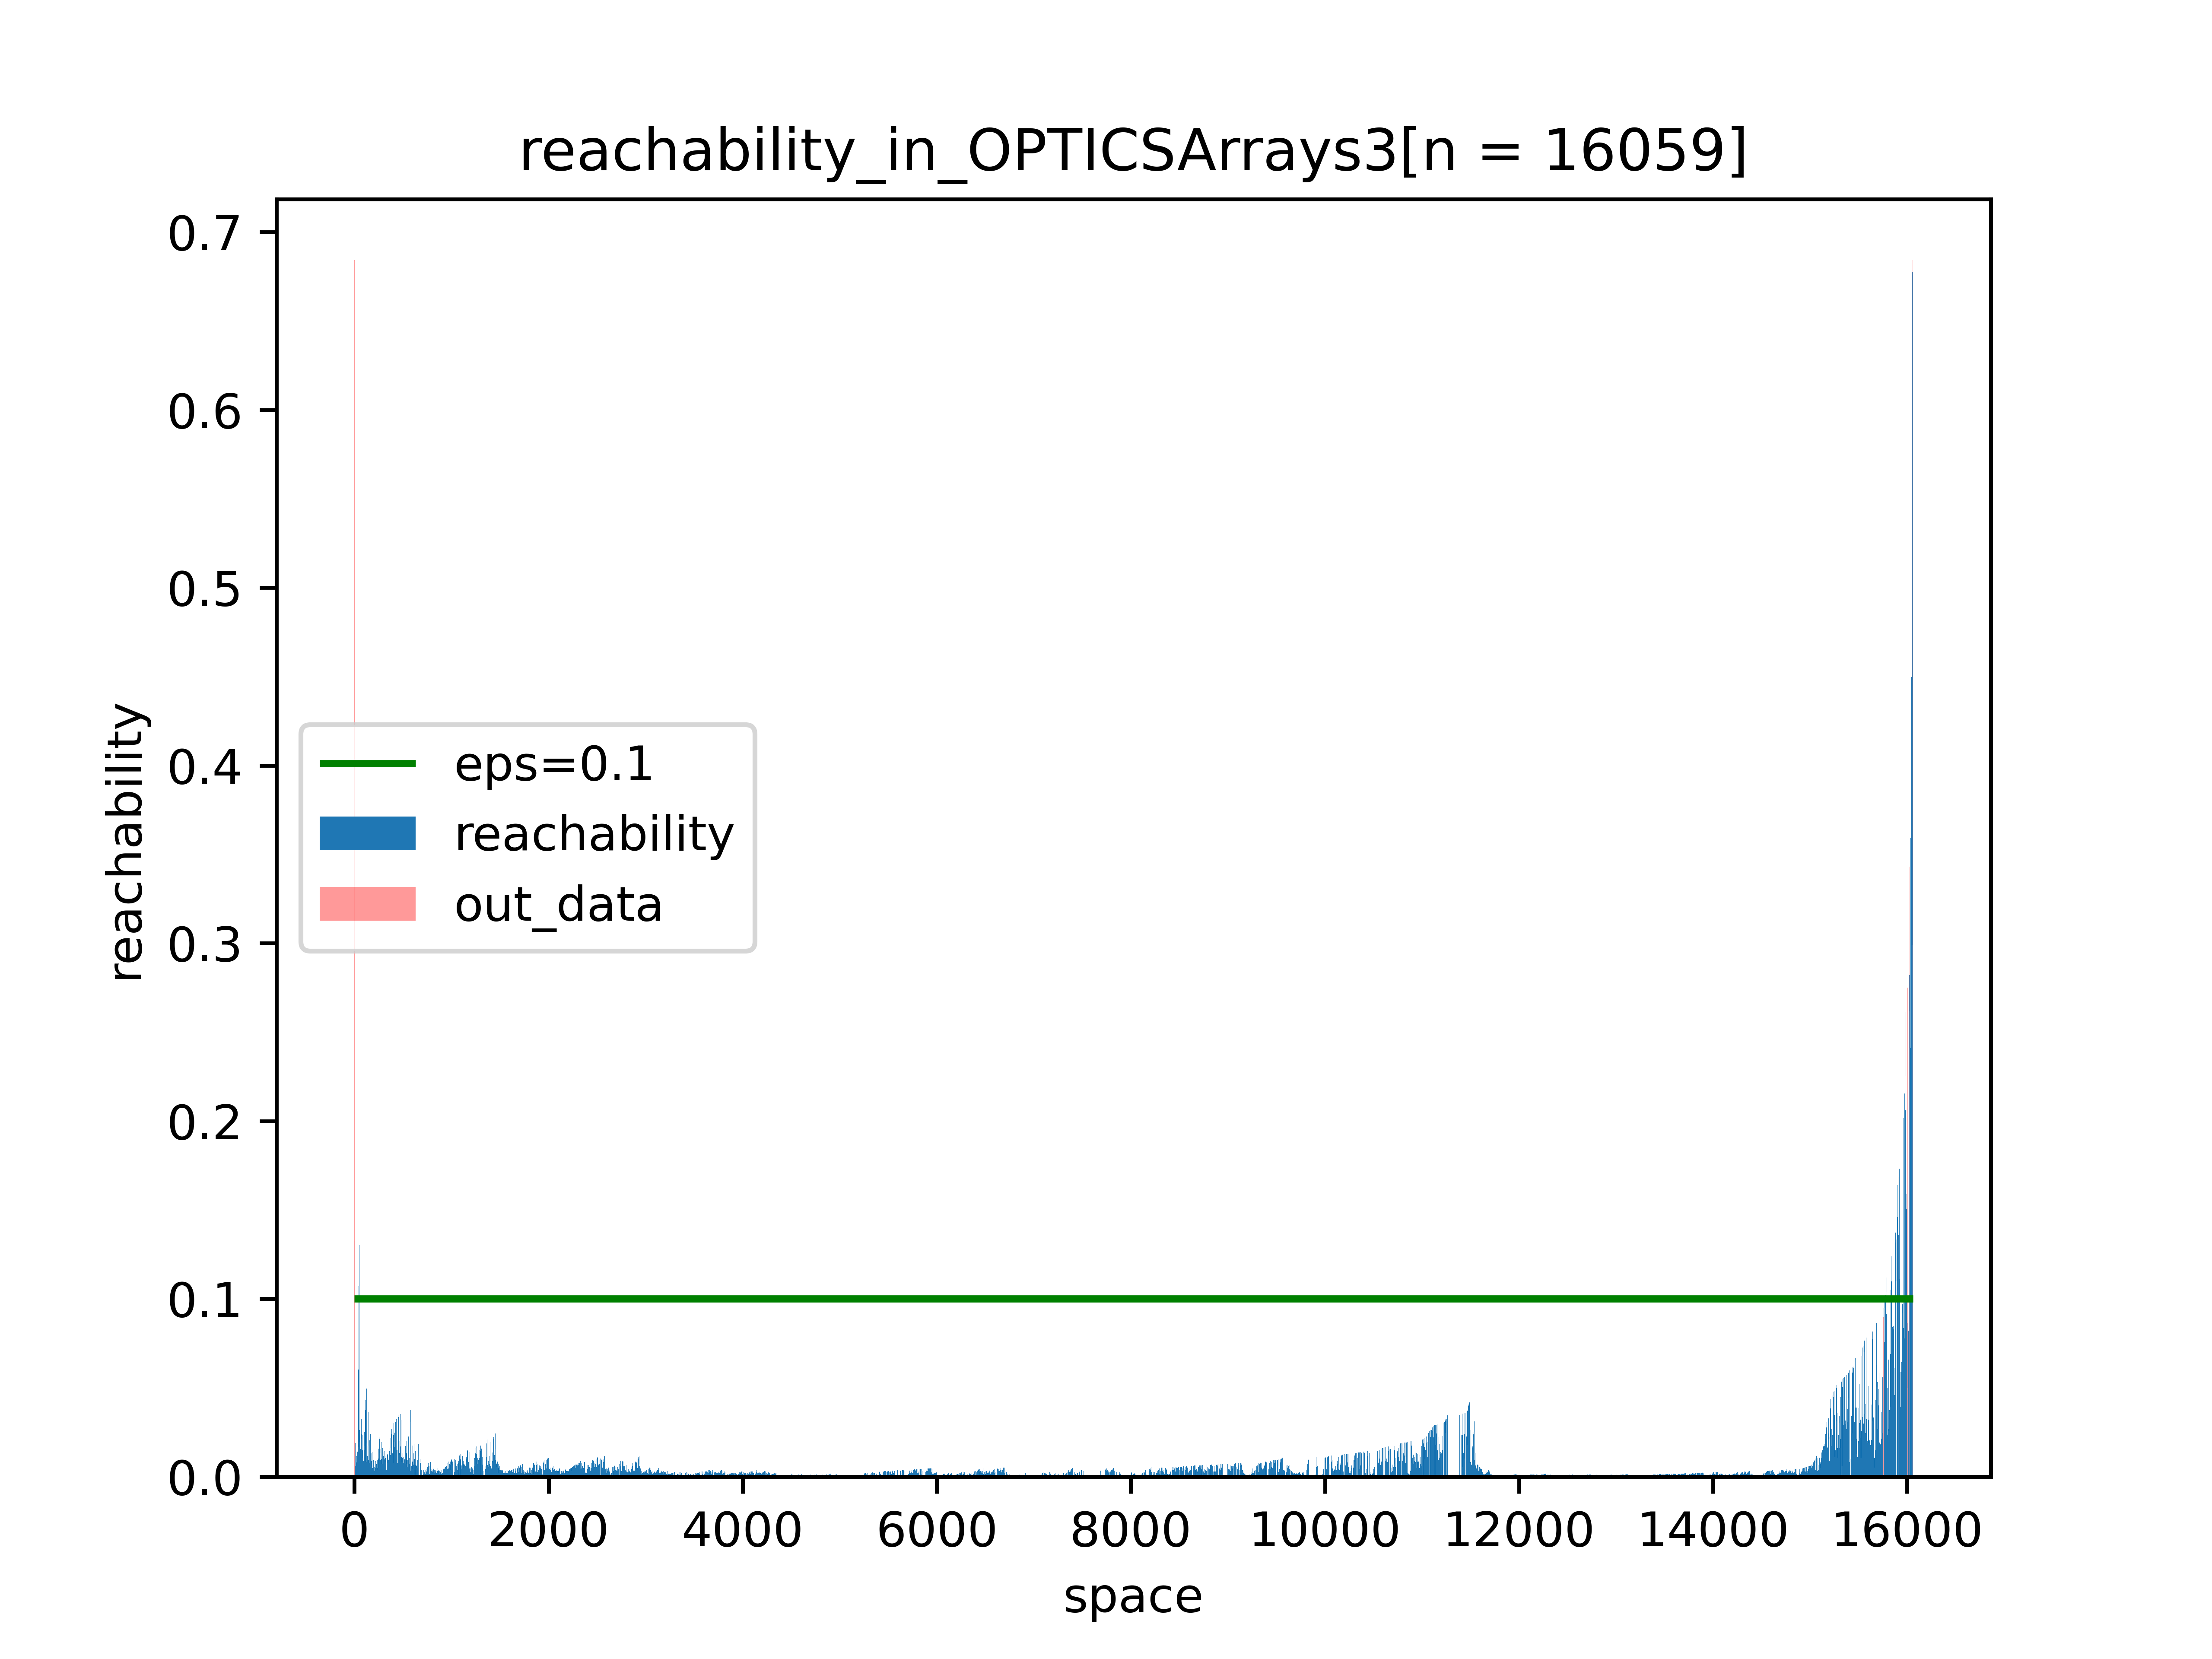 reachability_in_OPTICSArrays3[n = 16059]
0.7
0.6
0.5
0.4
0.3
0.2
0.1
0.0
reachability
eps=0.1
reachability
out_data
0 2000 4000 6000 8000 10000 12000 14000 16000
space